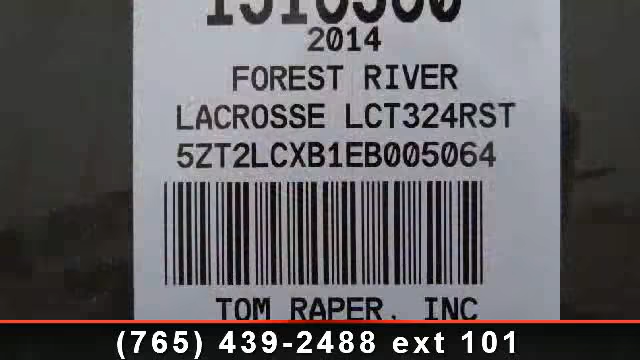 2014
FOREST RIVER
LACROSSE LCT324RST
5ZT2LCXB1EB005064
TOM RAPER, INC
(765) 439-2488 ext 101